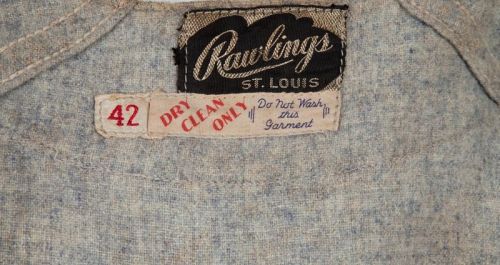 Rawlings
ST. LOUIS
42
DRY
CLEAN
ONLY
Do Not Wash
this
Garment